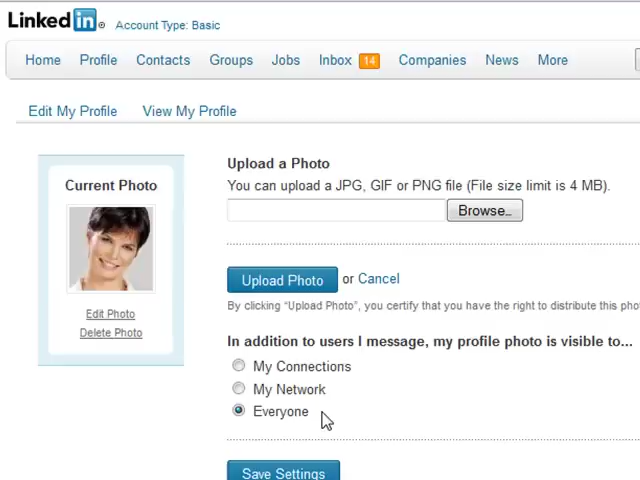 Linked in® Account Type: Basic
Home Profile Contacts Groups Jobs Inbox 14 Companies News More
Edit My Profile View My Profile
Current Photo
Edit Photo
Delete Photo
Upload a Photo
You can upload a JPG, GIF or PNG file (File size limit is 4 MB).
Browse...
Upload Photo or Cancel
By clicking “Upload Photo”, you certify that you have the right to distribute this pho
In addition to users I message, my profile photo is visible to...
My Connections
My Network
Everyone
Save Settings